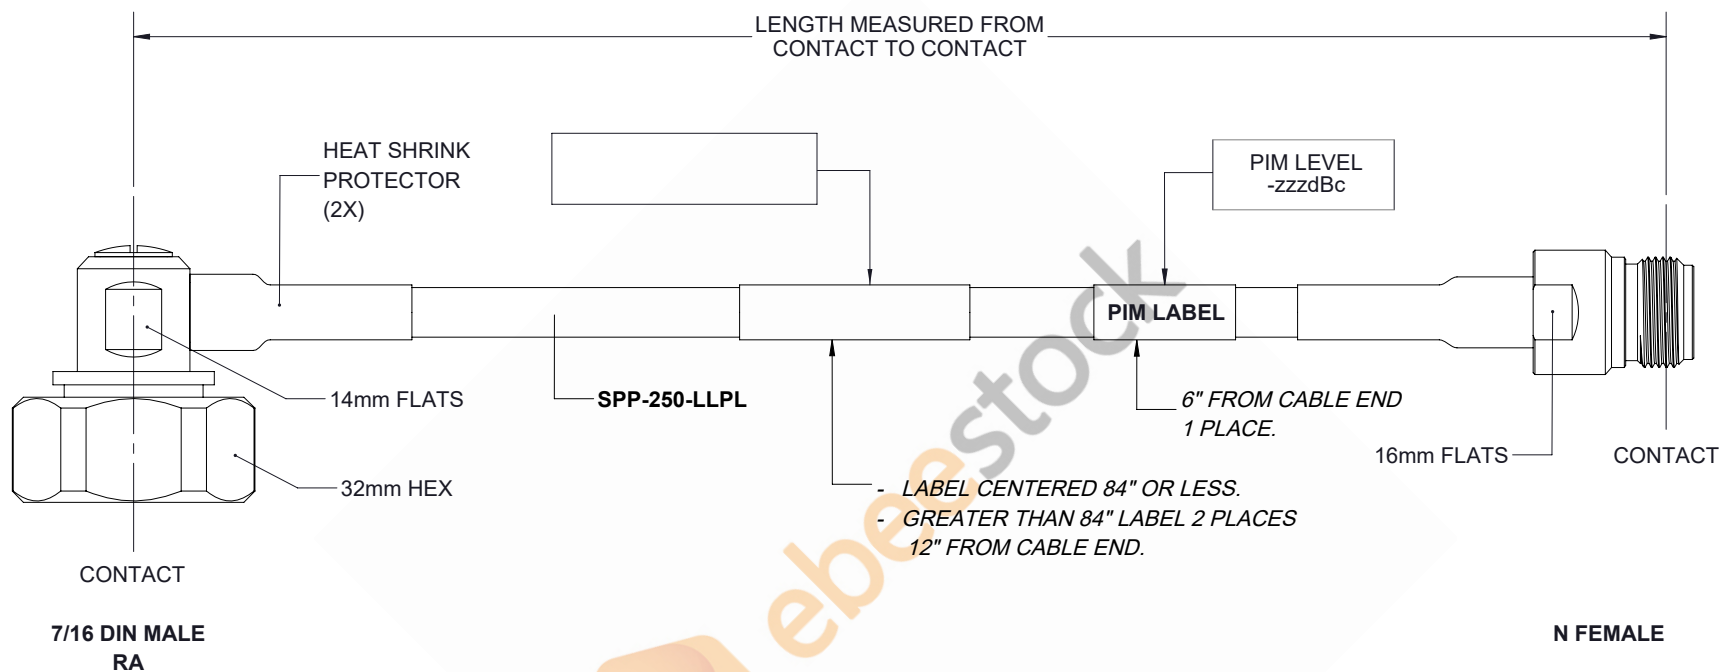 LENGTH MEASURED FROM
CONTACT TO CONTACT
HEAT SHRINK
PROTECTOR
(2X)
PIM LEVEL
-zzzdBc
PIM LABEL
14mm FLATS
SPP-250-LLPL
6" FROM CABLE END
1 PLACE.
16mm FLATS
CONTACT
32mm HEX
- LABEL CENTERED 84" OR LESS.
- GREATER THAN 84" LABEL 2 PLACES
12" FROM CABLE END.
CONTACT
7/16 DIN MALE
RA
N FEMALE
ebeestock